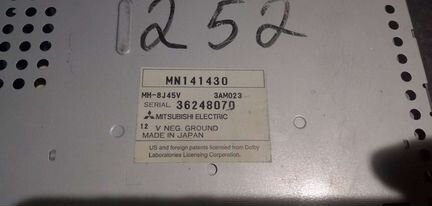 252
MN141430
MH-8J45V 3AM023
SERIAL 36248070
MITSUBISHI ELECTRIC
12 V NEG. GROUND
MADE IN JAPAN
US and foreign patents licensed from Dolby
Laboratories Licensing Corporation.